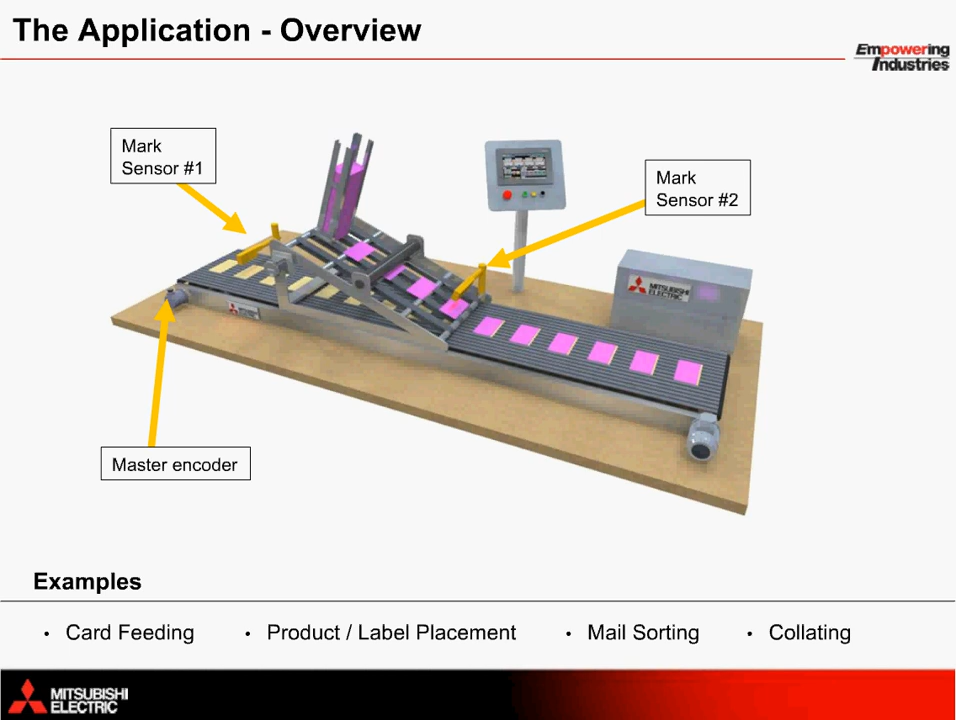 The Application - Overview
Empowering
Industries
Mark
Sensor #1
Mark
Sensor #2
MITSUBISHI
ELECTRIC
Master encoder
Examples
• Card Feeding • Product / Label Placement • Mail Sorting • Collating
MITSUBISHI
ELECTRIC